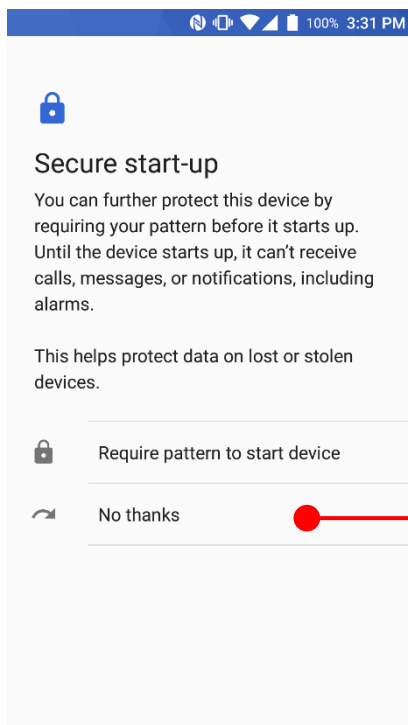 100% 3:31 PM
Secure start-up
You can further protect this device by
requiring your pattern before it starts up.
Until the device starts up, it can’t receive
calls, messages, or notifications, including
alarms.
This helps protect data on lost or stolen
devices.
Require pattern to start device
No thanks